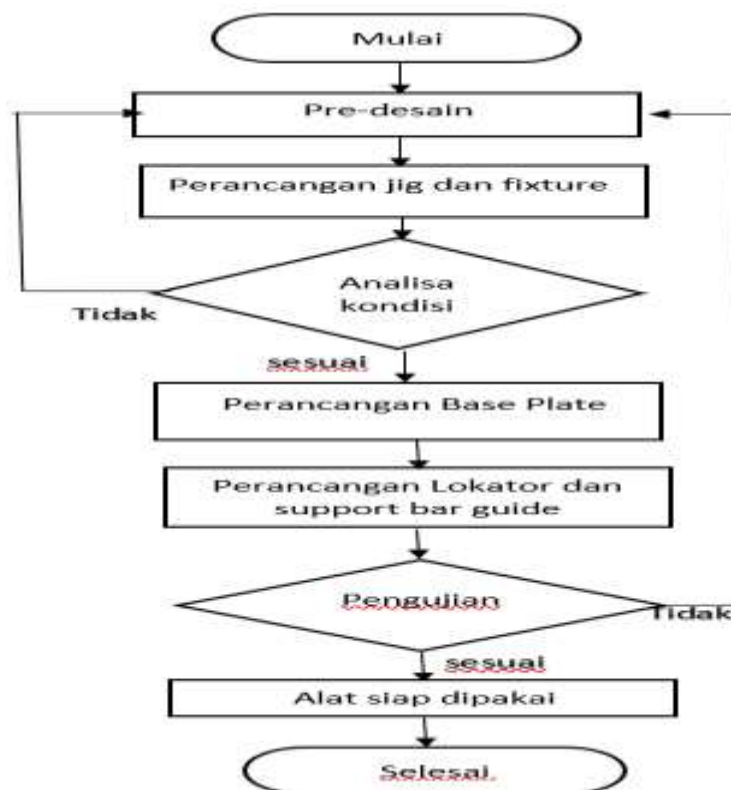 Mulai
Pre-desain
Perancangan jig dan fixture
Analisa
kondisi
Tidak
sesuai
Perancangan Base Plate
Perancangan Lokator dan
support bar guide
Pengujian
Tidak
sesuai
Alat siap dipakai
Selesai